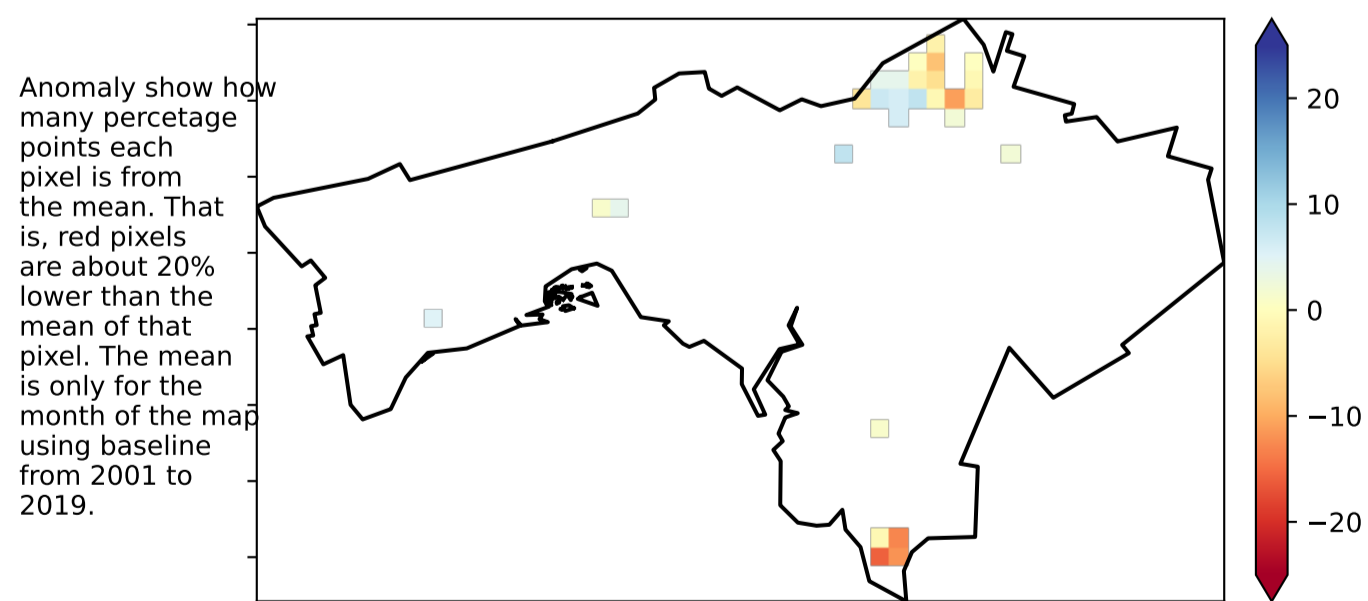 Anomaly show how
many percetage
points each
pixel is from
the mean. That
is, red pixels
are about 20%
lower than the
mean of that
pixel. The mean
is only for the
month of the map
using baseline
from 2001 to
2019.
20
10
0
−10
−20